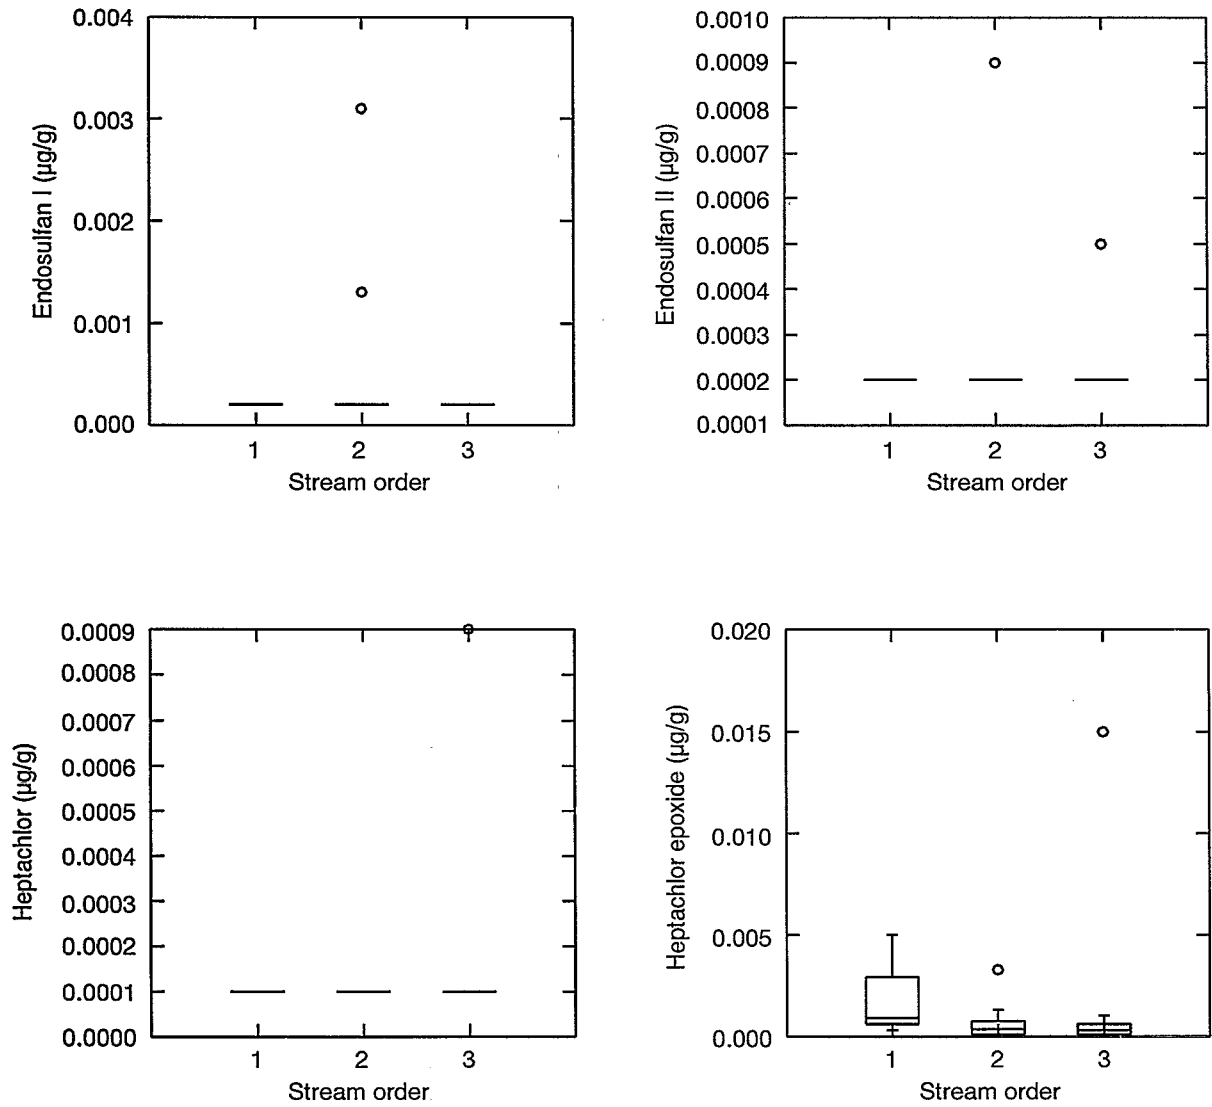 Endosulfan I (µg/g)
0.004
0.003
0.002
0.001
0.000
1 2 3
Stream order
Endosulfan II (µg/g)
0.0010
0.0009
0.0008
0.0007
0.0006
0.0005
0.0004
0.0003
0.0002
0.0001
1 2 3
Stream order
Heptachlor (µg/g)
0.0009
0.0008
0.0007
0.0006
0.0005
0.0004
0.0003
0.0002
0.0001
0.0000
1 2 3
Stream order
Heptachlor epoxide (µg/g)
0.020
0.015
0.010
0.005
0.000
1 2 3
Stream order